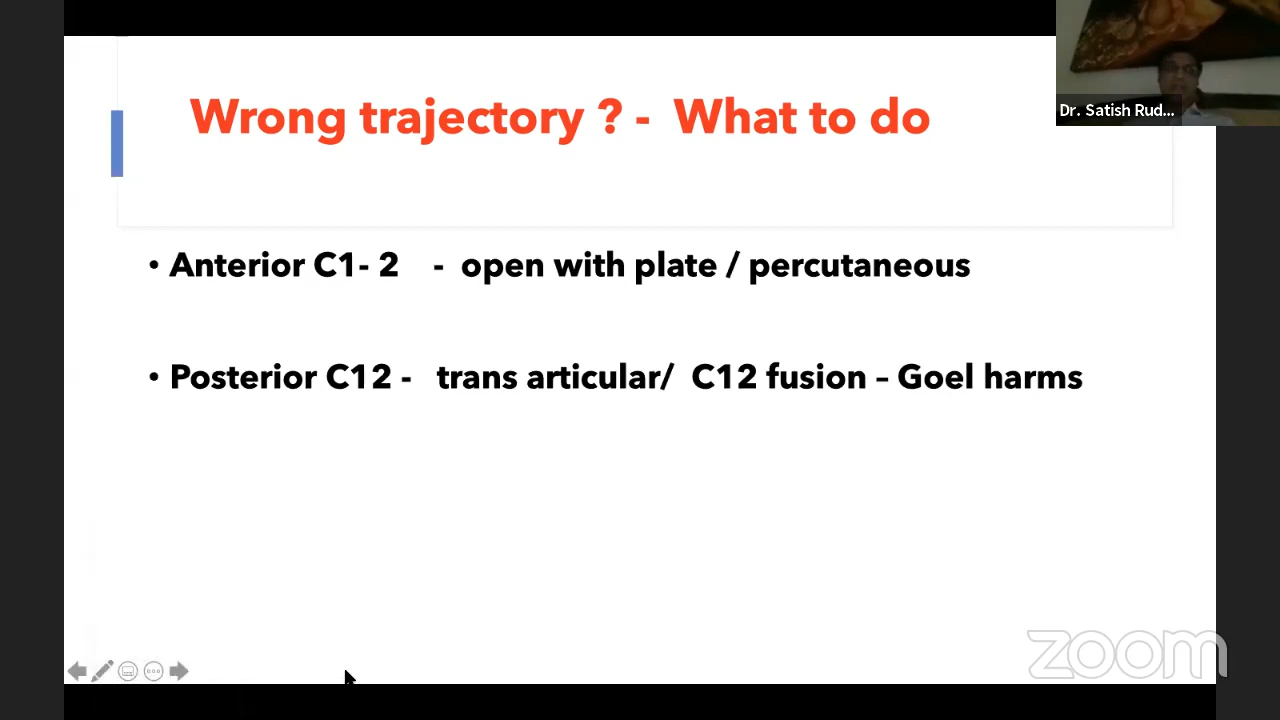 Wrong trajectory ? - What to do
Dr. Satish Rud...
• Anterior C1- 2 - open with plate / percutaneous
• Posterior C12 - trans articular/ C12 fusion – Goel harms
zoom